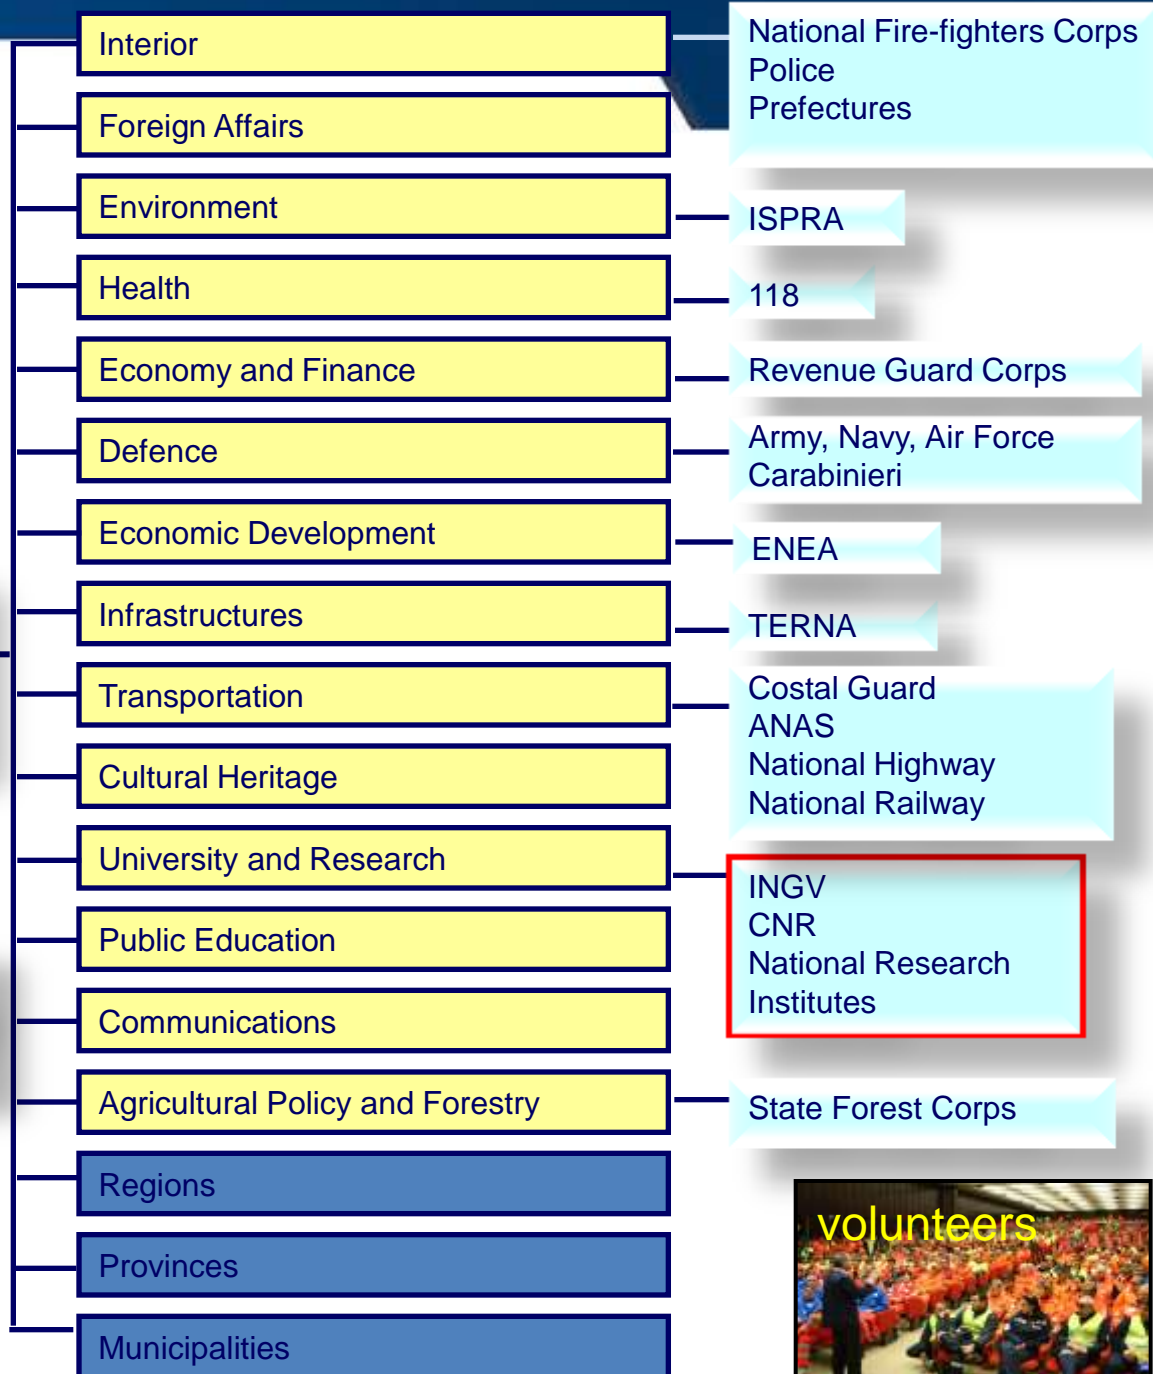 Interior
National Fire-fighters Corps
Police
Prefectures
Foreign Affairs
Environment
ISPRA
Health
118
Economy and Finance
Revenue Guard Corps
Defence
Army, Navy, Air Force
Carabinieri
Economic Development
ENEA
Infrastructures
TERNA
Transportation
Costal Guard
ANAS
National Highway
National Railway
Cultural Heritage
University and Research
INGV
CNR
National Research
Institutes
Public Education
Communications
Agricultural Policy and Forestry
State Forest Corps
Regions
volunteers
Provinces
Municipalities